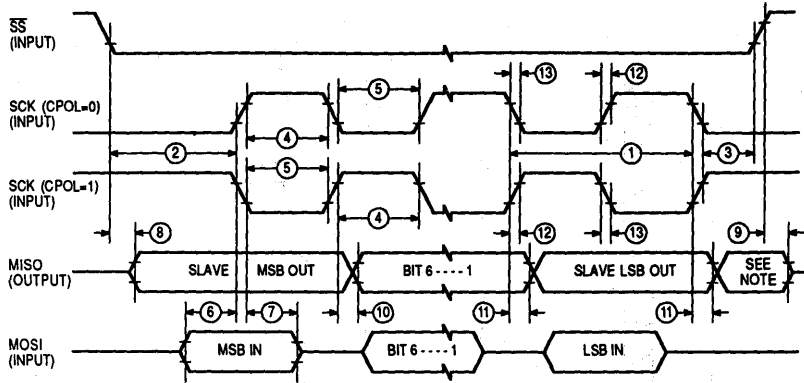 SS
(INPUT)
⑬ ⑫
SCK (CPOL=0)
(INPUT)
⑤
④
② ① ③
⑤
SCK (CPOL=1)
(INPUT)
④
⑧ ⑫ ⑬ ⑨
MISO
(OUTPUT)
SLAVE MSB OUT
BIT 6 - - - - 1
SLAVE LSB OUT
SEE
NOTE
⑥ ⑦ ⑩ ⑪ ⑪
MOSI
(INPUT)
MSB IN
BIT 6 - - - - 1
LSB IN